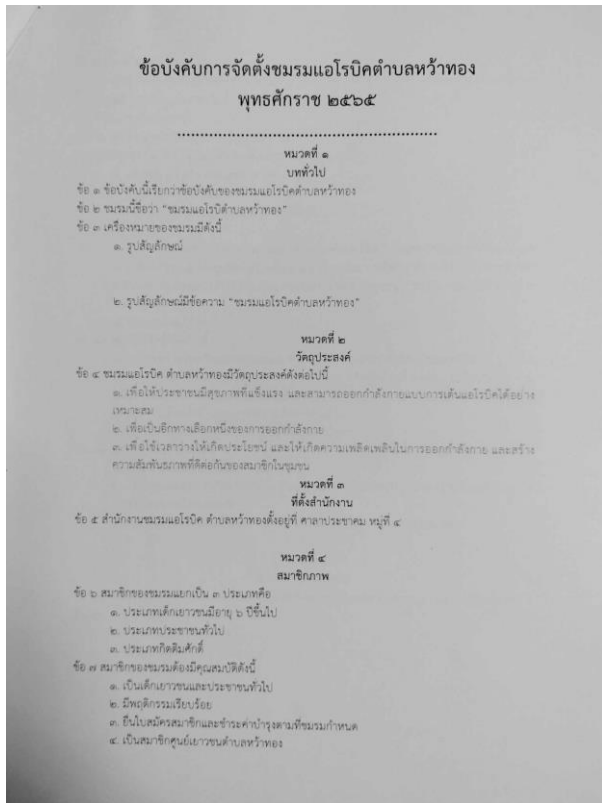 ข้อบังคับการจัดตั้งชมรมแอโรบิคตำบลหว้าทอง
พุทธศักราช ๒๕๖๕
หมวดที่ ๑
บททั่วไป
ข้อ ๑ ข้อบังคับนี้เรียกว่าข้อบังคับของชมรมแอโรบิคตำบลหว้าทอง
ข้อ ๒ ชมรมนี้ชื่อว่า “ชมรมแอโรบิตำบลหว้าทอง”
ข้อ ๓ เครื่องหมายของชมรมมีดังนี้
๑. รูปสัญลักษณ์
๒. รูปสัญลักษณ์มีข้อความ “ชมรมแอโรบิคตำบลหว้าทอง”
หมวดที่ ๒
วัตถุประสงค์
ข้อ ๔ ชมรมแอโรบิค ตำบลหว้าทองมีวัตถุประสงค์ดังต่อไปนี้
๑. เพื่อให้ประชาชนมีสุขภาพที่แข็งแรง และสามารถออกกำลังกายแบบการเต้นแอโรบิคได้อย่าง
เหมาะสม
๒. เพื่อเป็นอีกทางเลือกหนึ่งของการออกกำลังกาย
๓. เพื่อใช้เวลาว่างให้เกิดประโยชน์ และให้เกิดความเพลิดเพลินในการออกกำลังกาย และสร้าง
ความสัมพันธภาพที่ดีต่อกันของสมาชิกในชุมชน
หมวดที่ ๓
ที่ตั้งสำนักงาน
ข้อ ๕ สำนักงานชมรมแอโรบิค ตำบลหว้าทองตั้งอยู่ที่ ศาลาประชาคม หมู่ที่ ๔
หมวดที่ ๔
สมาชิกภาพ
ข้อ ๖ สมาชิกของชมรมแยกเป็น ๓ ประเภทคือ
๑. ประเภทเด็กเยาวชนมีอายุ ๖ ปีขึ้นไป
๒. ประเภทประชาชนทั่วไป
๓. ประเภทกิตติมศักดิ์
ข้อ ๗ สมาชิกของชมรมต้องมีคุณสมบัติดังนี้
๑. เป็นเด็กเยาวชนและประชาชนทั่วไป
๒. มีพฤติกรรมเรียบร้อย
๓. ยื่นใบสมัครสมาชิกและชำระค่าบำรุงตามที่ชมรมกำหนด
๔. เป็นสมาชิกศูนย์เยาวชนตำบลหว้าทอง